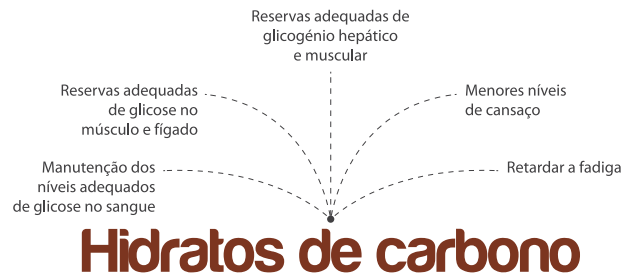 Reservas adequadas de
glicogénio hepático
e muscular
Reservas adequadas
de glicose no
músculo e fígado
Menores níveis
de cansaço
Manutenção dos
níveis adequados
de glicose no sangue
Retardar a fadiga
Hidratos de carbono